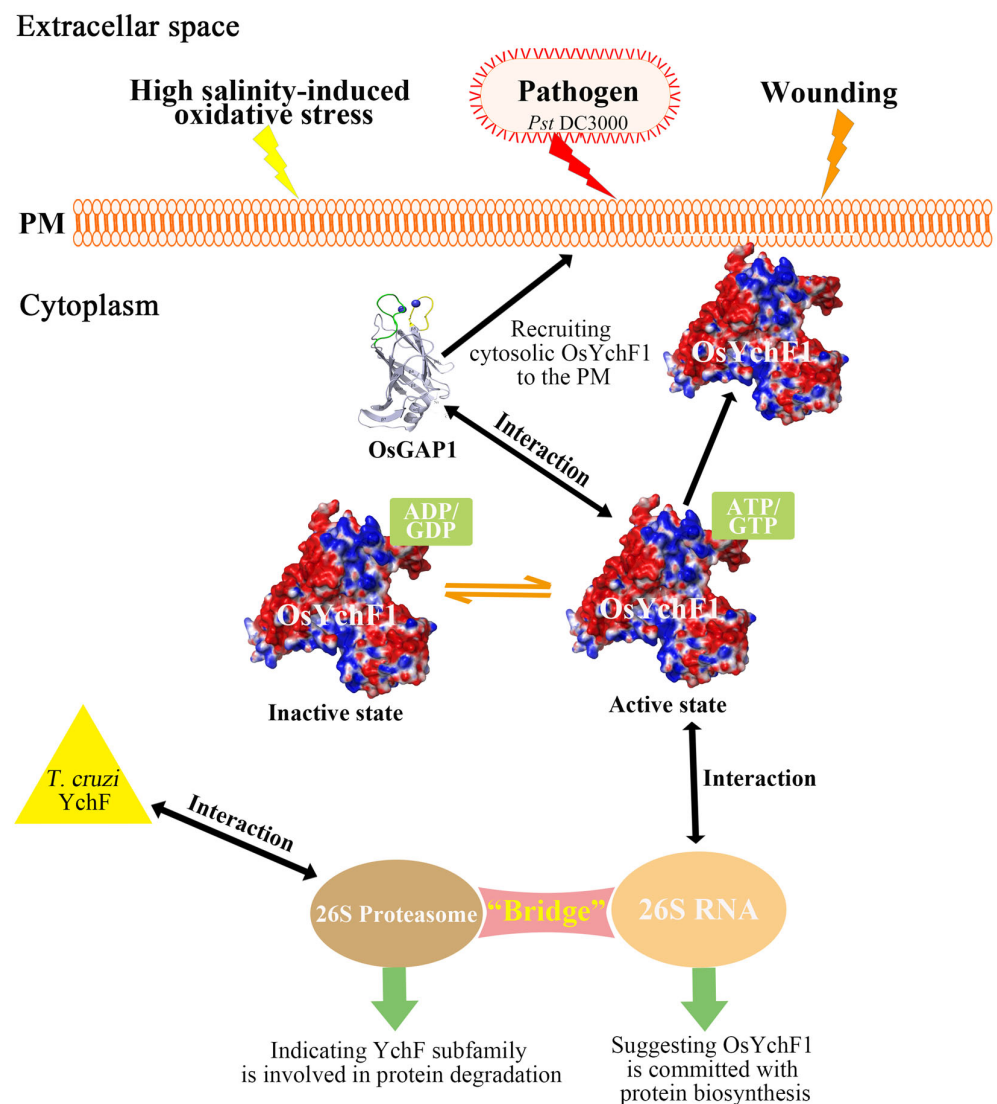 Extracellar space
High salinity-induced
oxidative stress
Pathogen
Pst DC3000
Wounding
PM
Cytoplasm
Recruiting
cytosolic OsYchF1
to the PM
OsYchF1
OsGAP1
Interaction
ADP/
GDP
ATP/
GTP
OsYchF1
OsYchF1
Inactive state
Active state
T. cruzi
YchF
Interaction
Interaction
26S Proteasome
"Bridge"
26S RNA
Indicating YchF subfamily
is involved in protein degradation
Suggesting OsYchF1
is committed with
protein biosynthesis